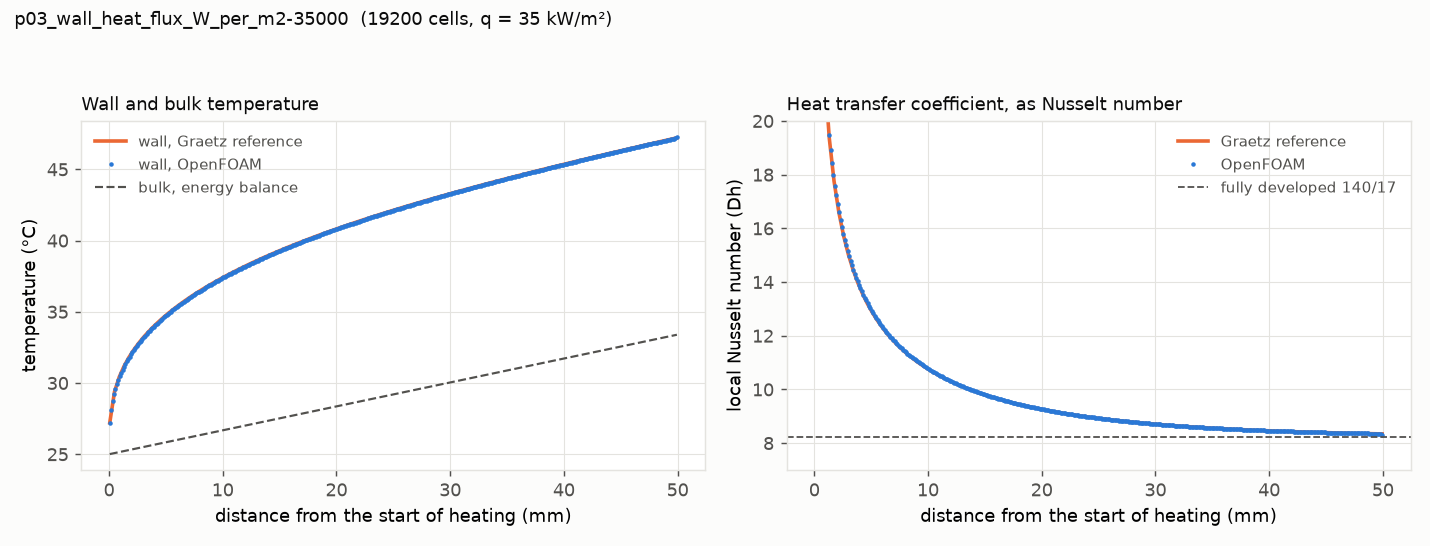 p03_wall_heat_flux_W_per_m2-35000  (19200 cells, q = 35 kW/m²)
Wall and bulk temperature
wall, Graetz reference
wall, OpenFOAM
bulk, energy balance
temperature (°C)
45
40
35
30
25
0 10 20 30 40 50
distance from the start of heating (mm)
Heat transfer coefficient, as Nusselt number
Graetz reference
OpenFOAM
fully developed 140/17
local Nusselt number (Dh)
20
18
16
14
12
10
8
0 10 20 30 40 50
distance from the start of heating (mm)